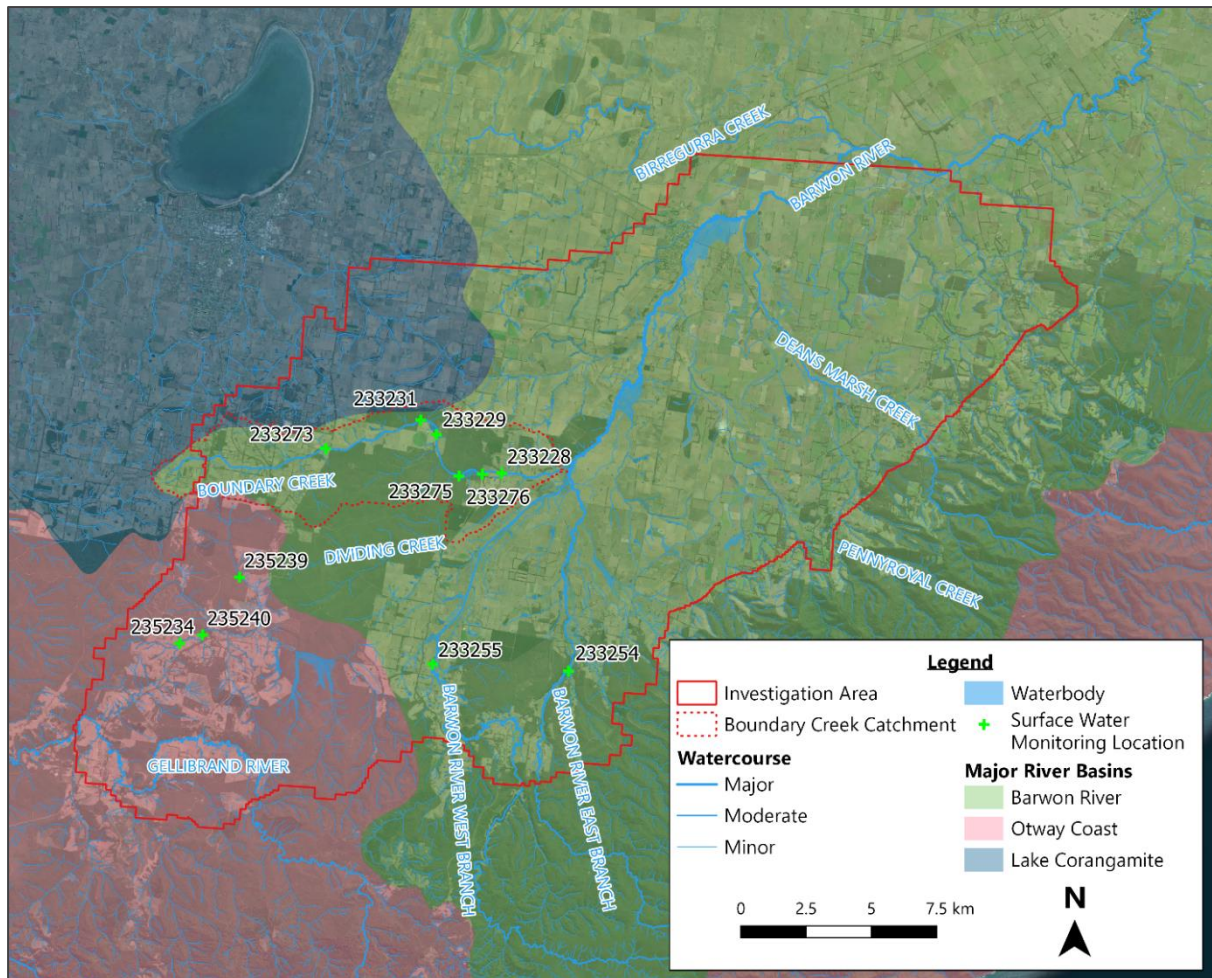 BIRREGURRA CREEK
BARWON RIVER
DEANS MARSH CREEK
233231
233229
233273
233228
BOUNDARY CREEK
233275
233276
DIVIDING CREEK
PENNYROYAL CREEK
235239
235240
235234
233255
233254
BARWON RIVER WEST BRANCH
BARWON RIVER EAST BRANCH
GELLIBRAND RIVER
Legend
Investigation Area
Boundary Creek Catchment
Watercourse
Major
Moderate
Minor
Waterbody
Surface Water
Monitoring Location
Major River Basins
Barwon River
Otway Coast
Lake Corangamite
0 2.5 5 7.5 km
N